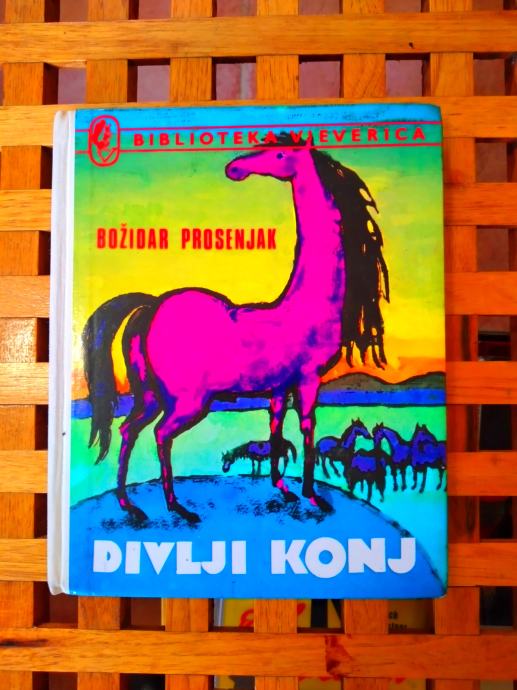 BIBLIOTEKA VJEVERICA
BOŽIDAR PROSENJAK
DIVLJI KONJ